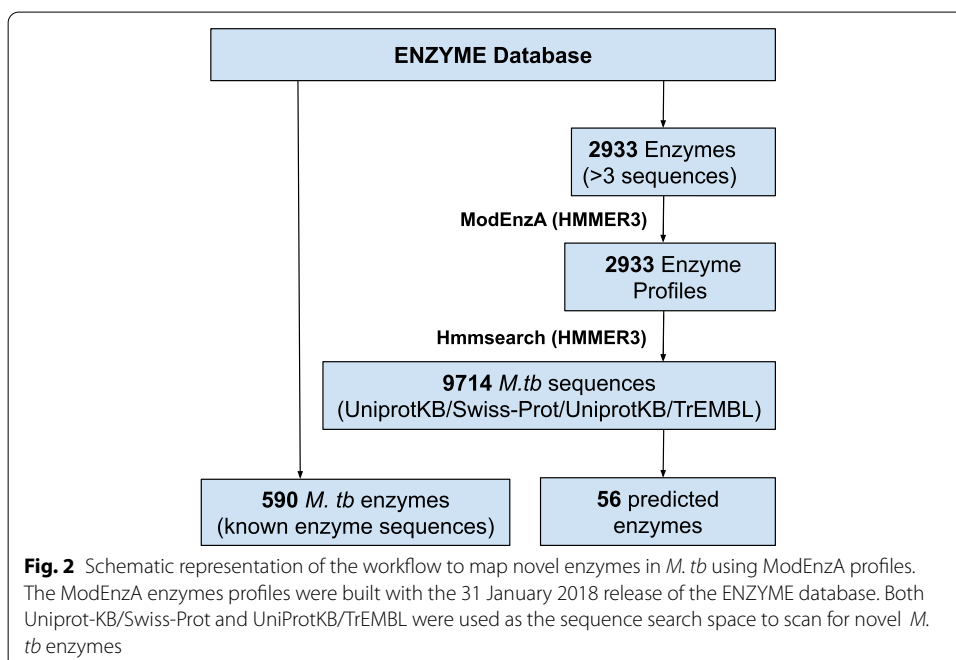 ENZYME Database
2933 Enzymes
(>3 sequences)
ModEnzA (HMMER3)
2933 Enzyme
Profiles
Hmmsearch (HMMER3)
9714 M.tb sequences
(UniprotKB/Swiss-Prot/UniprotKB/TrEMBL)
590 M. tb enzymes
(known enzyme sequences)
56 predicted
enzymes
Fig. 2 Schematic representation of the workflow to map novel enzymes in M. tb using ModEnzA profiles.
The ModEnzA enzymes profiles were built with the 31 January 2018 release of the ENZYME database. Both
Uniprot-KB/Swiss-Prot and UniProtKB/TrEMBL were used as the sequence search space to scan for novel M.
tb enzymes